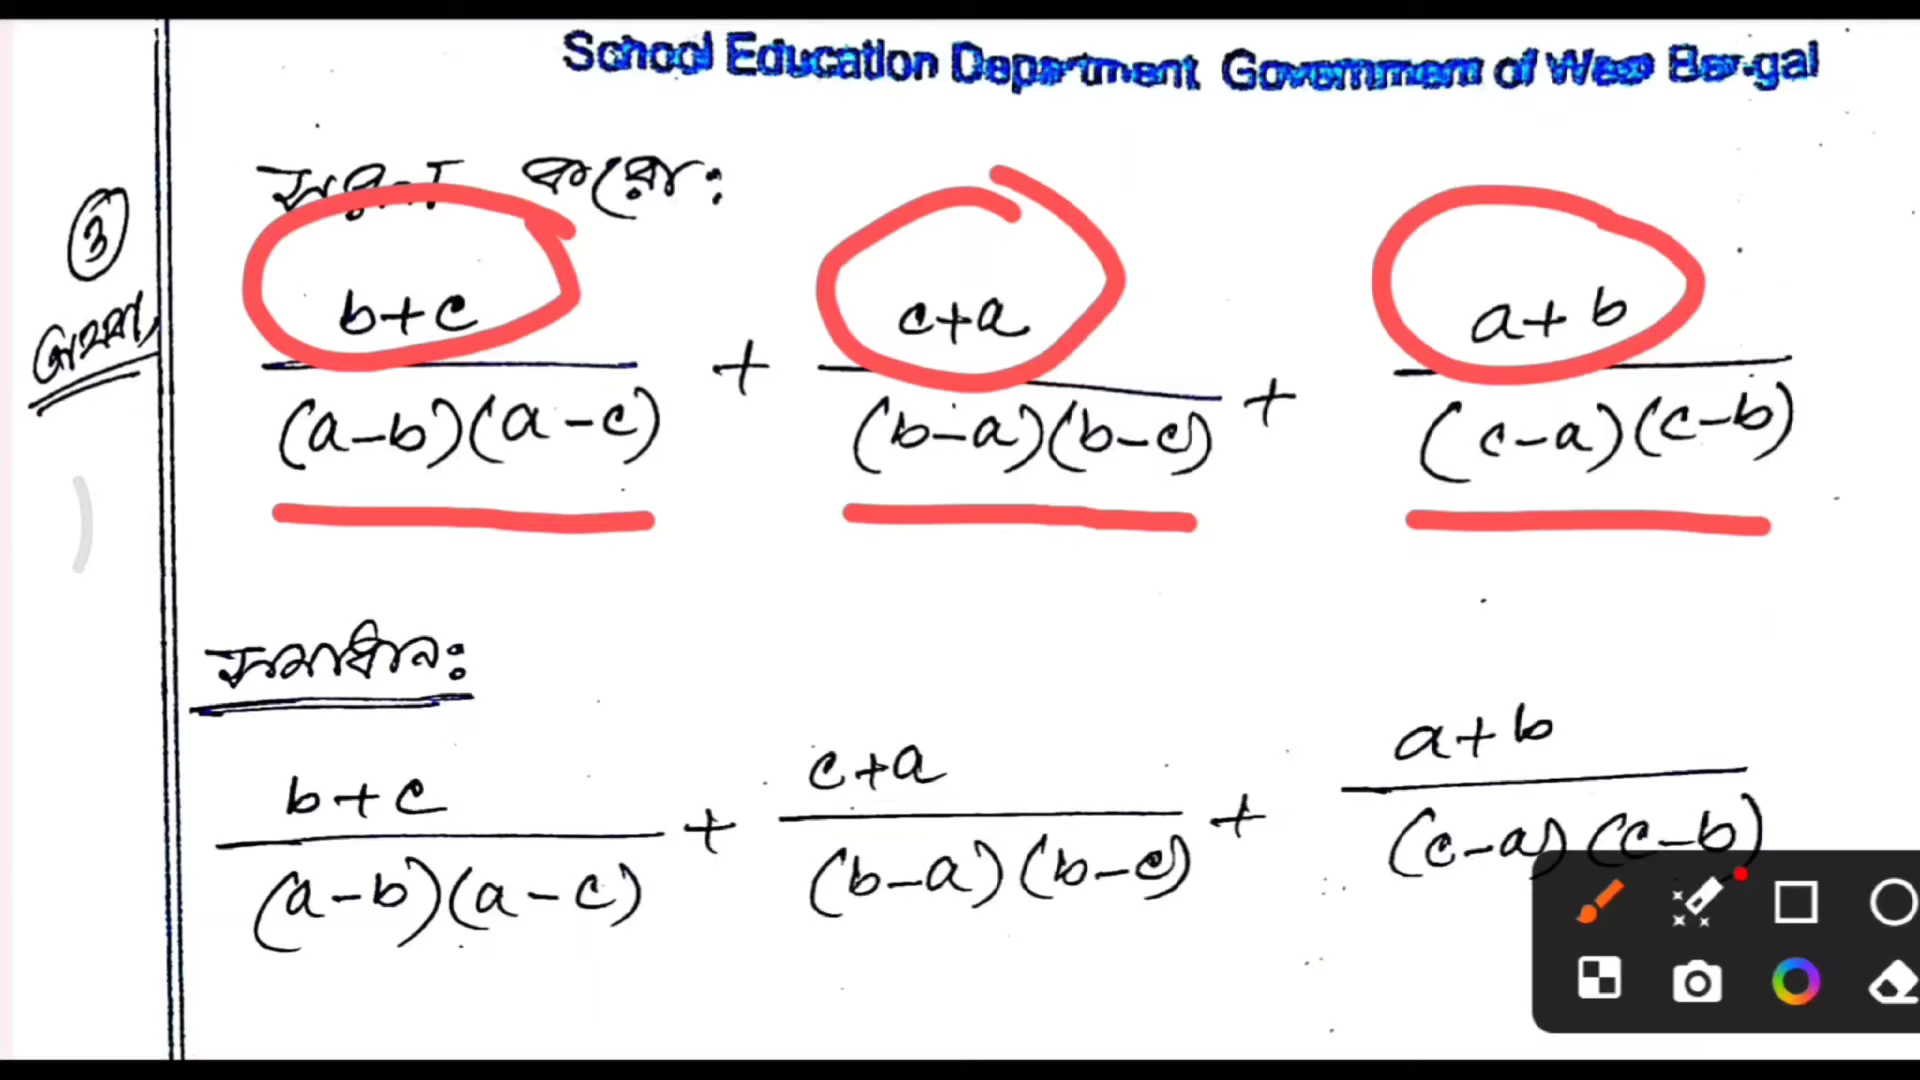 School Education Department Government of West Bengal
সরল করো:
③
b+c / (a-b)(a-c) + c+a / (b-a)(b-c) + a+b / (c-a)(c-b)
সমাধান:
b+c / (a-b)(a-c) + c+a / (b-a)(b-c) + a+b / (c-a)(c-b)